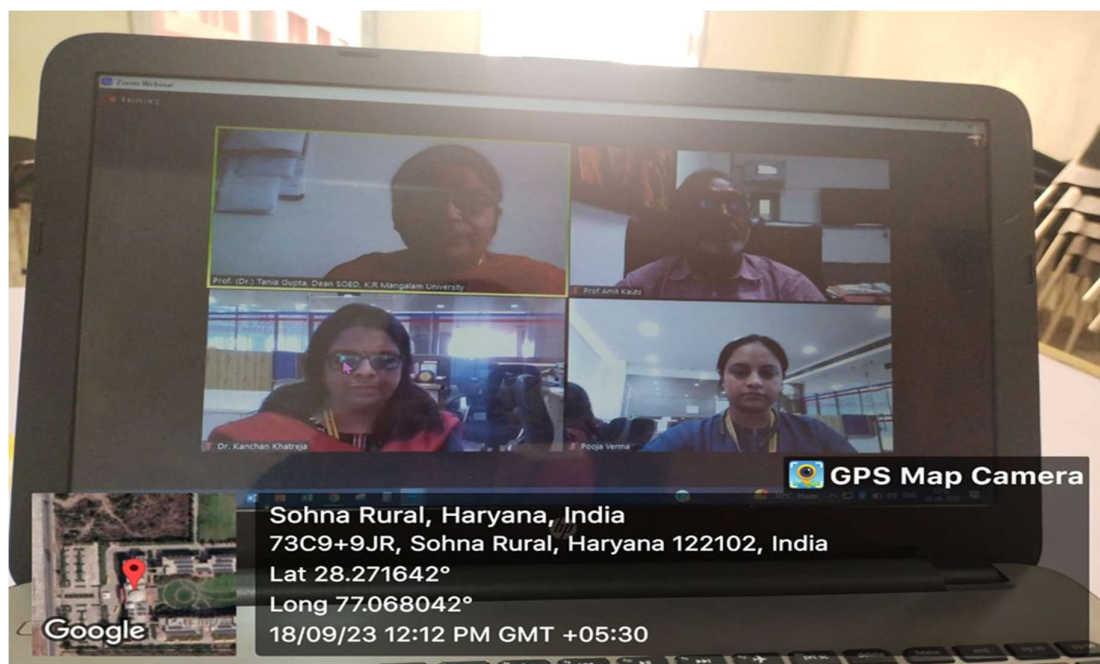 Zoom Webinar
Recording
Prof. (Dr.) Tania Gupta, Dean SOED, K.R Mangalam University
Prof Amit Kauts
Dr. Kanchan Khatreja
Pooja Verma
GPS Map Camera
Sohna Rural, Haryana, India
73C9+9JR, Sohna Rural, Haryana 122102, India
Lat 28.271642°
Long 77.068042°
18/09/23 12:12 PM GMT +05:30
Google
hp